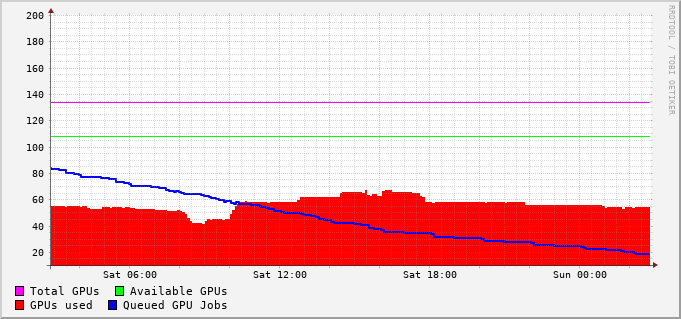 200
180
160
140
120
100
80
60
40
20
Sat 06:00 Sat 12:00 Sat 18:00 Sun 00:00
Total GPUs Available GPUs
GPUs used Queued GPU Jobs
RRDTOOL / TOBI OETIKER